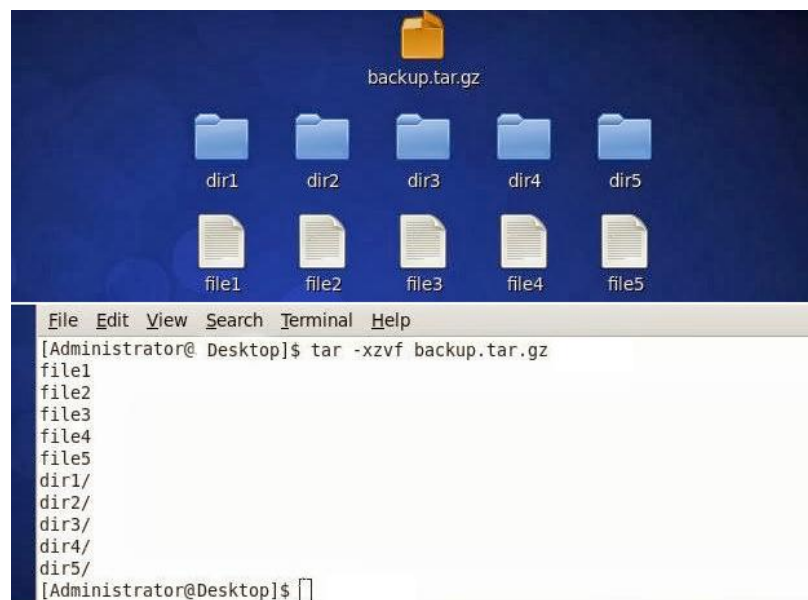 backup.tar.gz
dir1 dir2 dir3 dir4 dir5
file1 file2 file3 file4 file5
File Edit View Search Terminal Help
[Administrator@ Desktop]$ tar -xzvf backup.tar.gz
file1
file2
file3
file4
file5
dir1/
dir2/
dir3/
dir4/
dir5/
[Administrator@Desktop]$